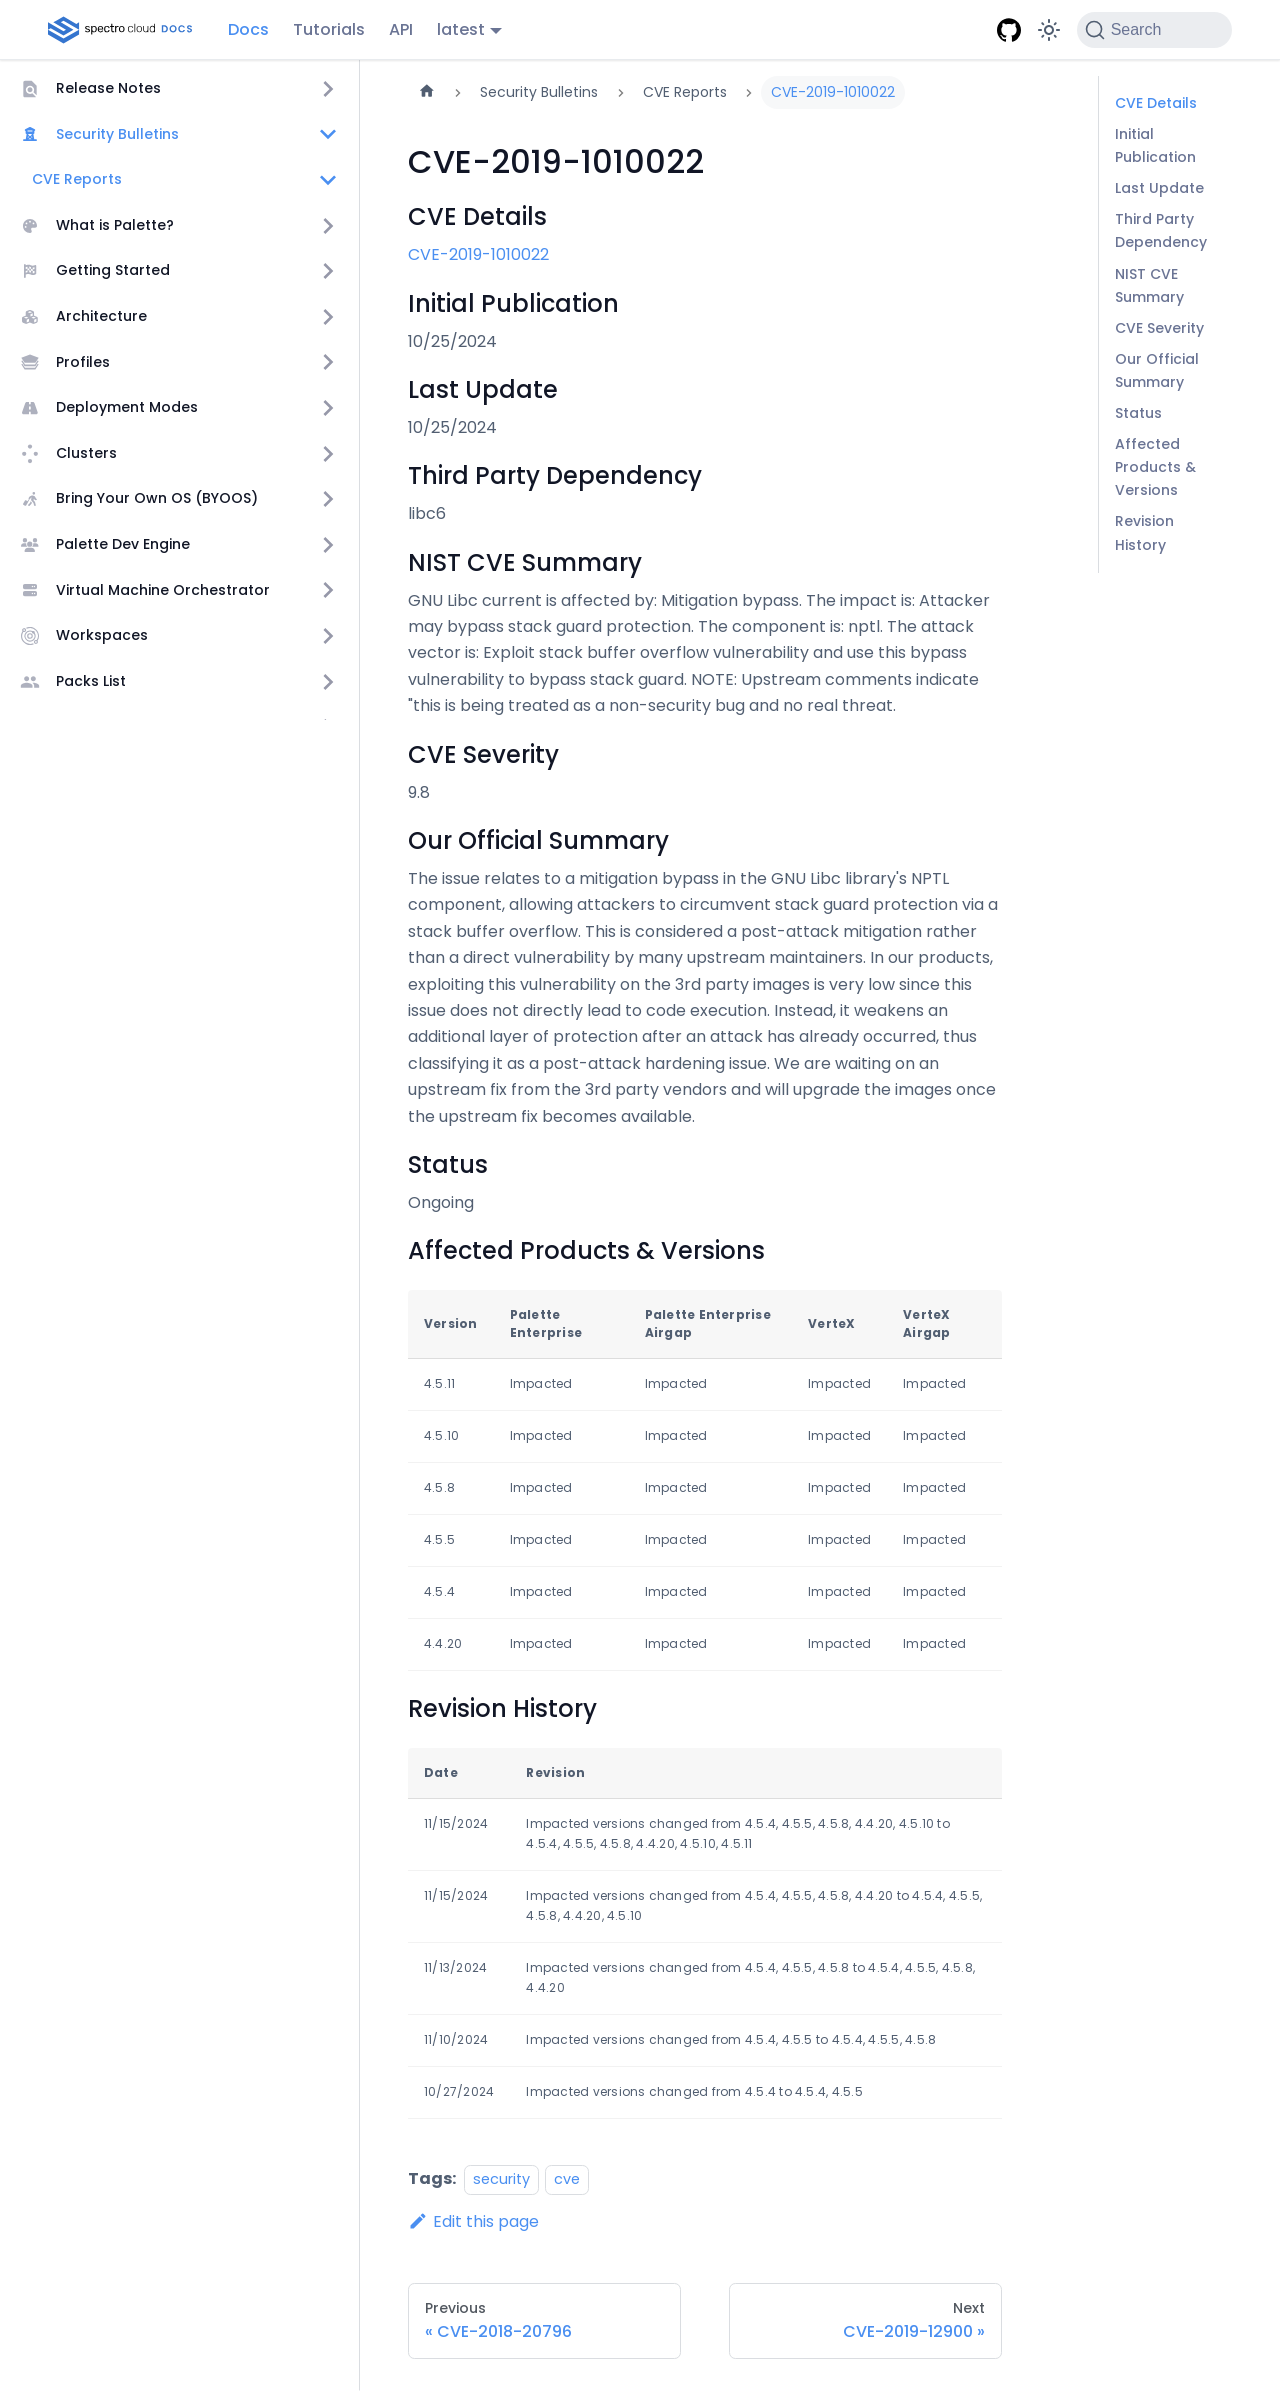 spectro cloud DOCS
Docs
Tutorials
API
latest
Search
Release Notes
Security Bulletins
CVE Reports
What is Palette?
Getting Started
Architecture
Profiles
Deployment Modes
Clusters
Bring Your Own OS (BYOOS)
Palette Dev Engine
Virtual Machine Orchestrator
Workspaces
Packs List
Security Bulletins
CVE Reports
CVE-2019-1010022
CVE-2019-1010022
CVE Details
CVE-2019-1010022
Initial Publication
10/25/2024
Last Update
10/25/2024
Third Party Dependency
libc6
NIST CVE Summary
GNU Libc current is affected by: Mitigation bypass. The impact is: Attacker
may bypass stack guard protection. The component is: nptl. The attack
vector is: Exploit stack buffer overflow vulnerability and use this bypass
vulnerability to bypass stack guard. NOTE: Upstream comments indicate
"this is being treated as a non-security bug and no real threat.
CVE Severity
9.8
Our Official Summary
The issue relates to a mitigation bypass in the GNU Libc library's NPTL
component, allowing attackers to circumvent stack guard protection via a
stack buffer overflow. This is considered a post-attack mitigation rather
than a direct vulnerability by many upstream maintainers. In our products,
exploiting this vulnerability on the 3rd party images is very low since this
issue does not directly lead to code execution. Instead, it weakens an
additional layer of protection after an attack has already occurred, thus
classifying it as a post-attack hardening issue. We are waiting on an
upstream fix from the 3rd party vendors and will upgrade the images once
the upstream fix becomes available.
Status
Ongoing
Affected Products & Versions
Version Palette Enterprise Palette Enterprise Airgap VerteX VerteX Airgap
4.5.11 Impacted Impacted Impacted Impacted
4.5.10 Impacted Impacted Impacted Impacted
4.5.8 Impacted Impacted Impacted Impacted
4.5.5 Impacted Impacted Impacted Impacted
4.5.4 Impacted Impacted Impacted Impacted
4.4.20 Impacted Impacted Impacted Impacted
Revision History
Date Revision
11/15/2024 Impacted versions changed from 4.5.4, 4.5.5, 4.5.8, 4.4.20, 4.5.10 to
4.5.4, 4.5.5, 4.5.8, 4.4.20, 4.5.10, 4.5.11
11/15/2024 Impacted versions changed from 4.5.4, 4.5.5, 4.5.8, 4.4.20 to 4.5.4, 4.5.5,
4.5.8, 4.4.20, 4.5.10
11/13/2024 Impacted versions changed from 4.5.4, 4.5.5, 4.5.8 to 4.5.4, 4.5.5, 4.5.8,
4.4.20
11/10/2024 Impacted versions changed from 4.5.4, 4.5.5 to 4.5.4, 4.5.5, 4.5.8
10/27/2024 Impacted versions changed from 4.5.4 to 4.5.4, 4.5.5
Tags: security cve
Edit this page
Previous
« CVE-2018-20796
Next
CVE-2019-12900 »
CVE Details
Initial
Publication
Last Update
Third Party
Dependency
NIST CVE
Summary
CVE Severity
Our Official
Summary
Status
Affected
Products &
Versions
Revision
History